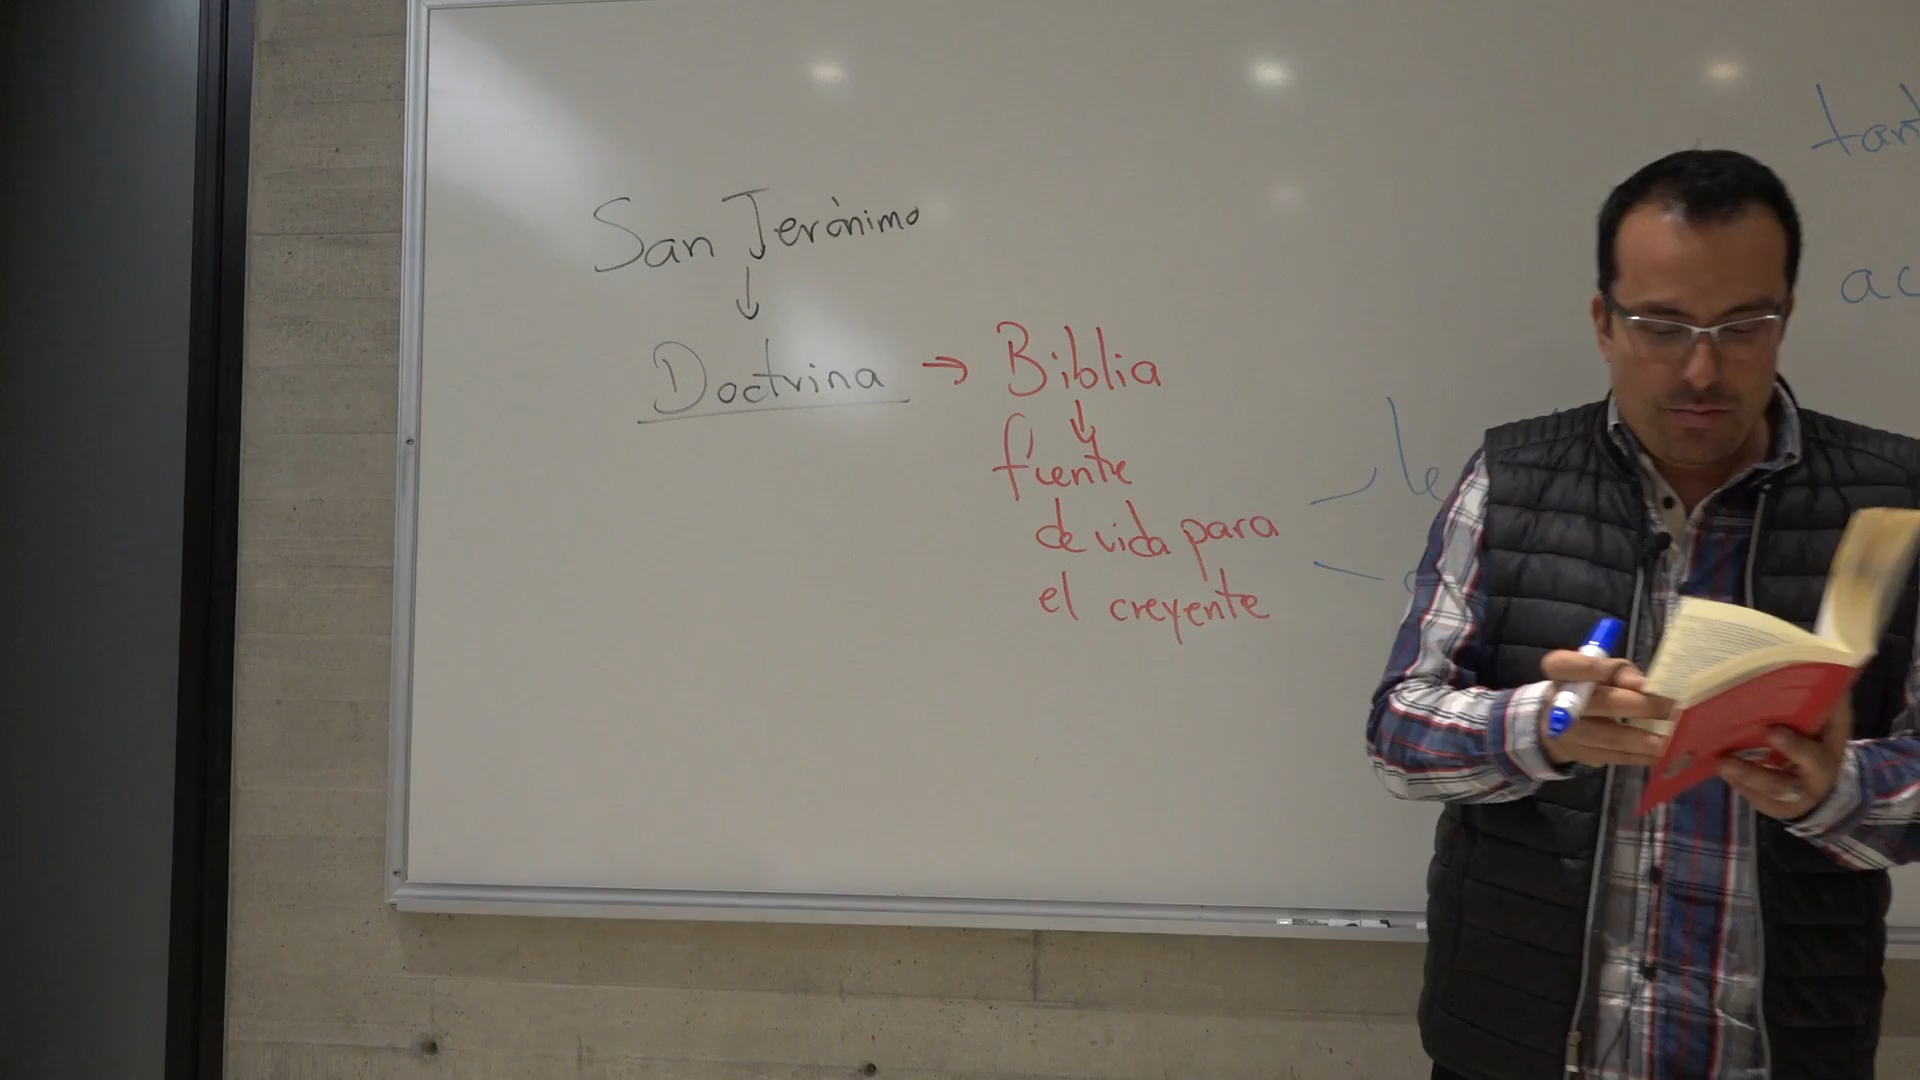 San Jerónimo
↓
Doctrina → Biblia
↓
fuente
de vida para
el creyente